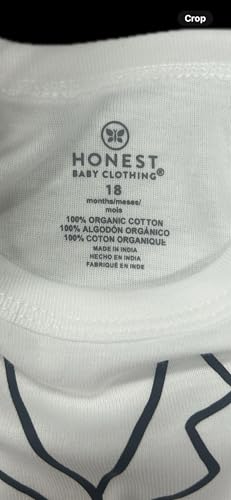 Crop
HONEST
BABY CLOTHING®
18
months/meses/
mois
100% ORGANIC COTTON
100% ALGODÓN ORGÁNICO
100% COTON ORGANIQUE
MADE IN INDIA
HECHO EN INDIA
FABRIQUÉ EN INDE